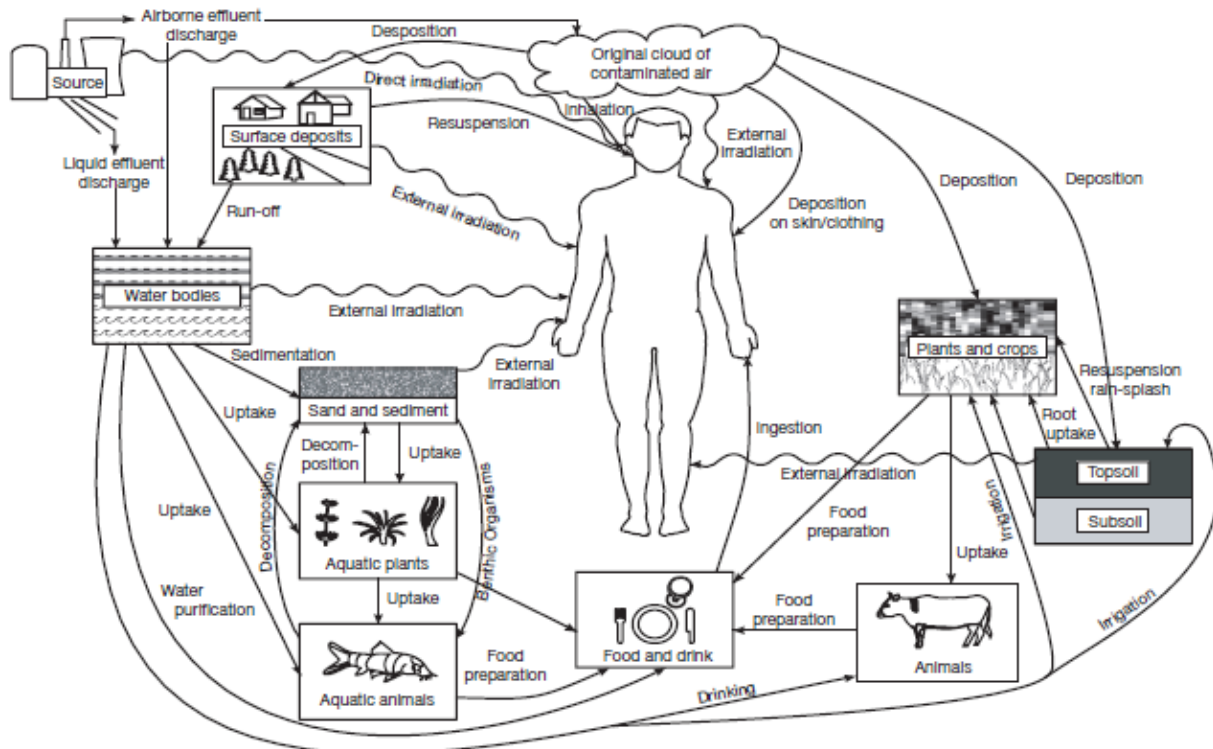 Airborne effluent
discharge
Source
Desposition
Original cloud of
contaminated air
Direct irradiation
Inhalation
Surface deposits
Resuspension
External
irradiation
Liquid effluent
discharge
Deposition
Deposition
Deposition
on skin/clothing
External irradiation
Run-off
Water bodies
External irradiation
Plants and crops
Sedimentation
External
irradiation
Resuspension
rain-splash
Sand and sediment
Uptake
Root
uptake
Ingestion
Decom-
position
Uptake
External irradiation
Topsoil
Subsoil
Decomposition
Benthic Organisms
Uptake
Irrigation
Food
preparation
Aquatic plants
Uptake
Water
purification
Uptake
Irrigation
Food
preparation
Food and drink
Animals
Food
preparation
Aquatic animals
Drinking